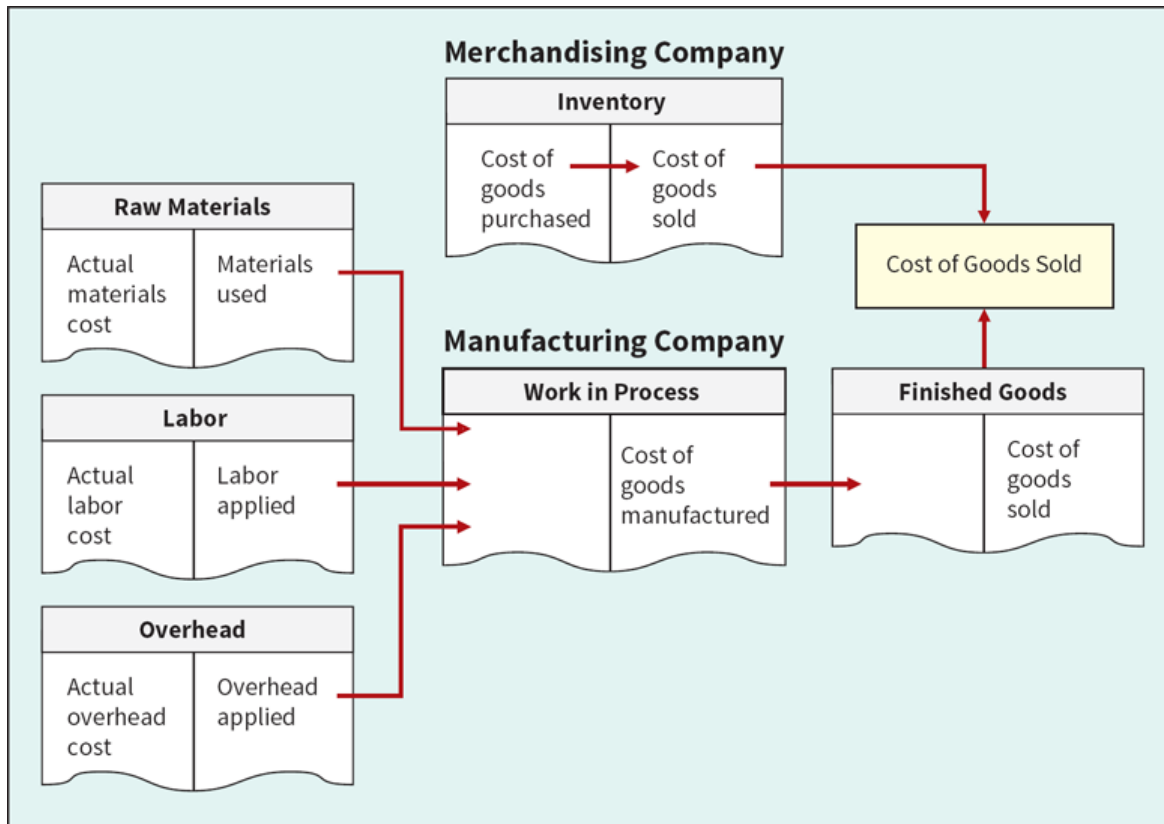 Merchandising Company
Inventory
Cost of
goods
purchased
Cost of
goods
sold
Raw Materials
Actual
materials
cost
Materials
used
Cost of Goods Sold
Manufacturing Company
Work in Process
Cost of
goods
manufactured
Finished Goods
Cost of
goods
sold
Labor
Actual
labor
cost
Labor
applied
Overhead
Actual
overhead
cost
Overhead
applied